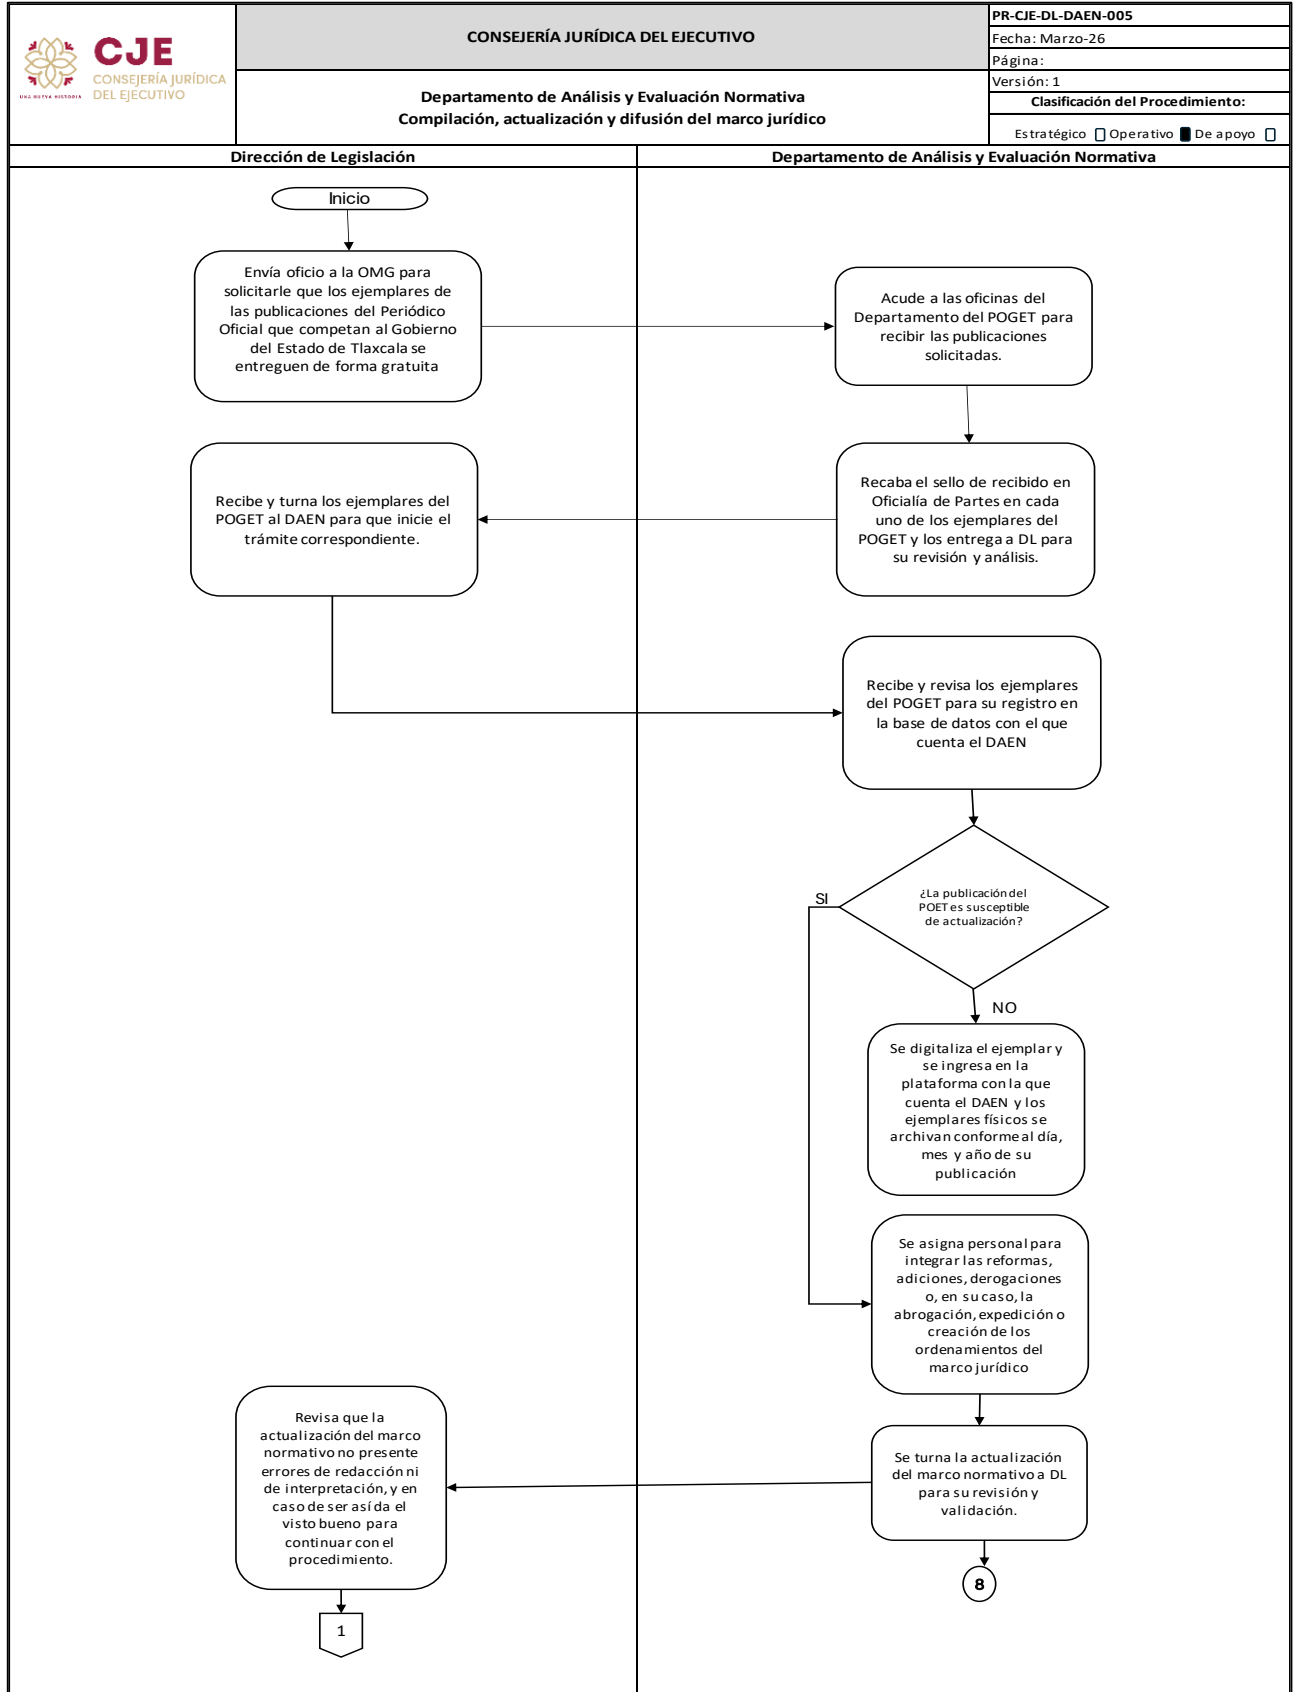 CJE
CONSEJERÍA JURÍDICA
DEL EJECUTIVO
UNA NUEVA HISTORIA
CONSEJERÍA JURÍDICA DEL EJECUTIVO
Departamento de Análisis y Evaluación Normativa
Compilación, actualización y difusión del marco jurídico
PR-CJE-DL-DAEN-005
Fecha: Marzo-26
Página:
Versión: 1
Clasificación del Procedimiento:
Estratégico Operativo De apoyo
Dirección de Legislación
Departamento de Análisis y Evaluación Normativa
Inicio
Envía oficio a la OMG para
solicitarle que los ejemplares de
las publicaciones del Periódico
Oficial que competan al Gobierno
del Estado de Tlaxcala se
entreguen de forma gratuita
Acude a las oficinas del
Departamento del POGET para
recibir las publicaciones
solicitadas.
Recaba el sello de recibido en
Oficialía de Partes en cada
uno de los ejemplares del
POGET y los entrega a DL para
su revisión y análisis.
Recibe y turna los ejemplares del
POGET al DAEN para que inicie el
trámite correspondiente.
Recibe y revisa los ejemplares
del POGET para su registro en
la base de datos con el que
cuenta el DAEN
¿La publicación del
POET es susceptible
de actualización?
SI
NO
Se digitaliza el ejemplar y
se ingresa en la
plataforma con la que
cuenta el DAEN y los
ejemplares físicos se
archivan conforme al día,
mes y año de su
publicación
Se asigna personal para
integrar las reformas,
adiciones, derogaciones
o, en su caso, la
abrogación, expedición o
creación de los
ordenamientos del
marco jurídico
Se turna la actualización
del marco normativo a DL
para su revisión y
validación.
8
Revisa que la
actualización del marco
normativo no presente
errores de redacción ni
de interpretación, y en
caso de ser así da el
visto bueno para
continuar con el
procedimiento.
1